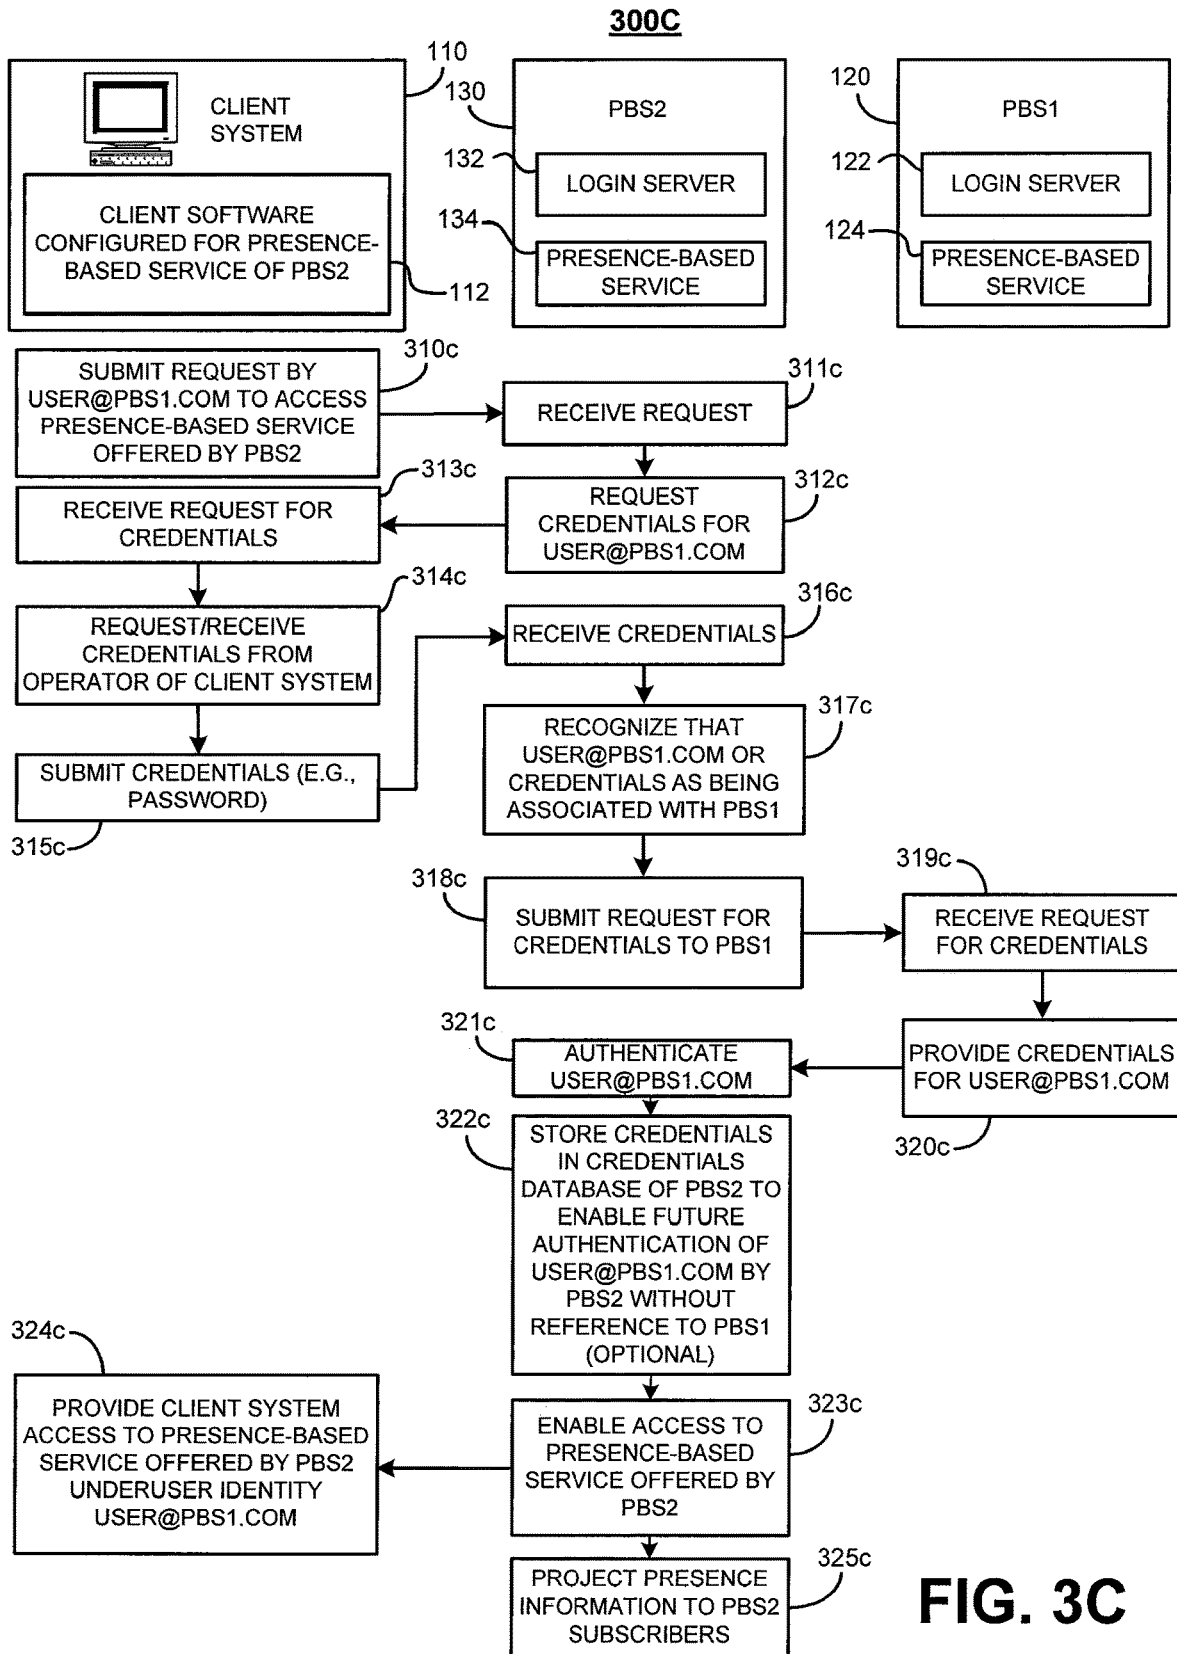 300C
110
CLIENT
SYSTEM
CLIENT SOFTWARE
CONFIGURED FOR PRESENCE-
BASED SERVICE OF PBS2
112
130
PBS2
132
LOGIN SERVER
134
PRESENCE-BASED
SERVICE
120
PBS1
122
LOGIN SERVER
124
PRESENCE-BASED
SERVICE
310c
SUBMIT REQUEST BY
USER@PBS1.COM TO ACCESS
PRESENCE-BASED SERVICE
OFFERED BY PBS2
311c
RECEIVE REQUEST
312c
REQUEST
CREDENTIALS FOR
USER@PBS1.COM
313c
RECEIVE REQUEST FOR
CREDENTIALS
314c
REQUEST/RECEIVE
CREDENTIALS FROM
OPERATOR OF CLIENT SYSTEM
SUBMIT CREDENTIALS (E.G.,
PASSWORD)
315c
316c
RECEIVE CREDENTIALS
317c
RECOGNIZE THAT
USER@PBS1.COM OR
CREDENTIALS AS BEING
ASSOCIATED WITH PBS1
318c
SUBMIT REQUEST FOR
CREDENTIALS TO PBS1
319c
RECEIVE REQUEST
FOR CREDENTIALS
PROVIDE CREDENTIALS
FOR USER@PBS1.COM
320c
321c
AUTHENTICATE
USER@PBS1.COM
322c
STORE CREDENTIALS
IN CREDENTIALS
DATABASE OF PBS2 TO
ENABLE FUTURE
AUTHENTICATION OF
USER@PBS1.COM BY
PBS2 WITHOUT
REFERENCE TO PBS1
(OPTIONAL)
323c
ENABLE ACCESS TO
PRESENCE-BASED
SERVICE OFFERED BY
PBS2
324c
PROVIDE CLIENT SYSTEM
ACCESS TO PRESENCE-BASED
SERVICE OFFERED BY PBS2
UNDERUSER IDENTITY
USER@PBS1.COM
325c
PROJECT PRESENCE
INFORMATION TO PBS2
SUBSCRIBERS
FIG. 3C